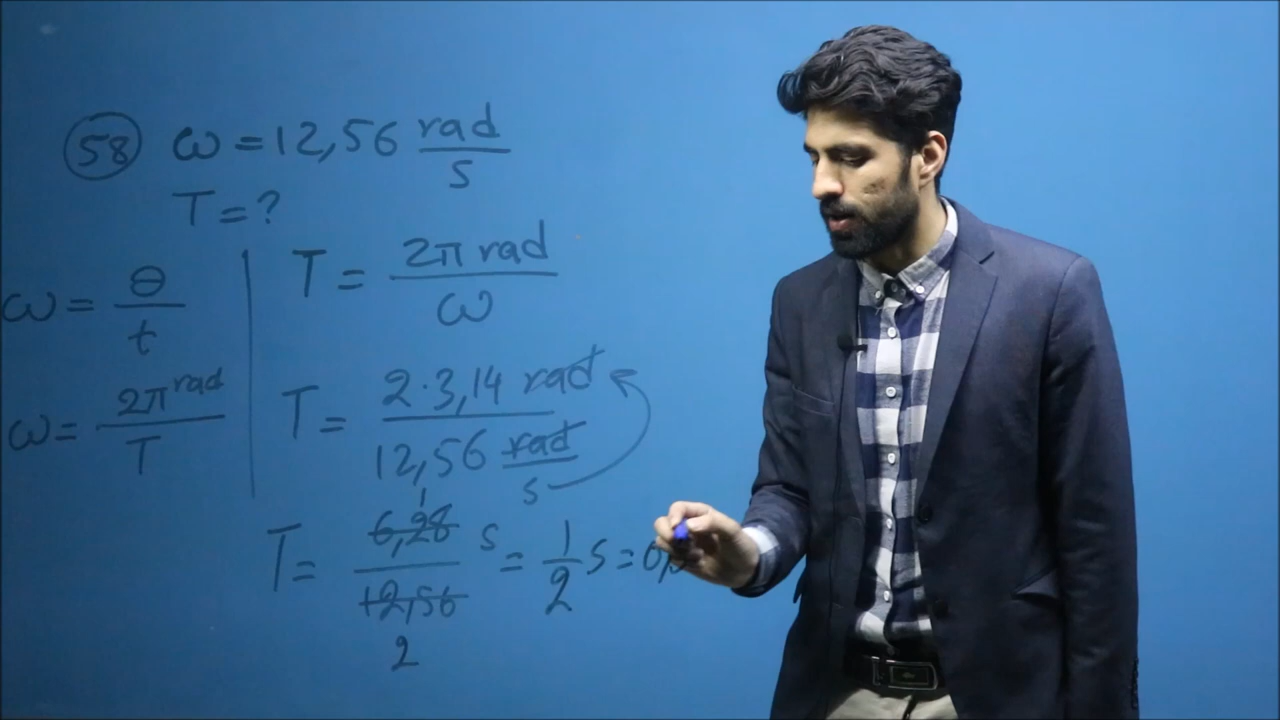 58 ω = 12,56 rad/s
T = ?
ω = θ/t
ω = 2π rad/T
T = 2π rad/ω
T = 2·3,14 rad/12,56 rad/s
T = 6,28/12,56 s = 1/2 s = 0,
1
2